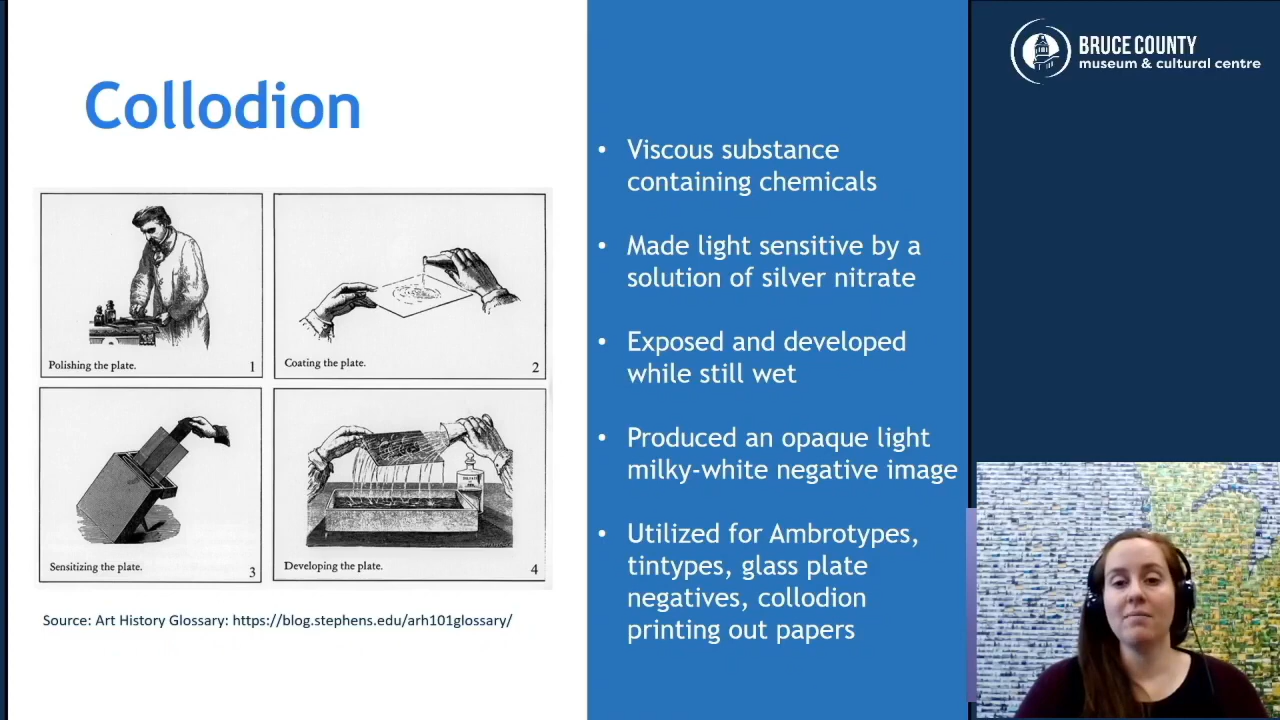 BRUCE COUNTY
museum & cultural centre
Collodion
Polishing the plate. 1
Coating the plate. 2
Sensitizing the plate. 3
Developing the plate. 4
Source: Art History Glossary: https://blog.stephens.edu/arh101glossary/
• Viscous substance
containing chemicals
• Made light sensitive by a
solution of silver nitrate
• Exposed and developed
while still wet
• Produced an opaque light
milky-white negative image
• Utilized for Ambrotypes,
tintypes, glass plate
negatives, collodion
printing out papers